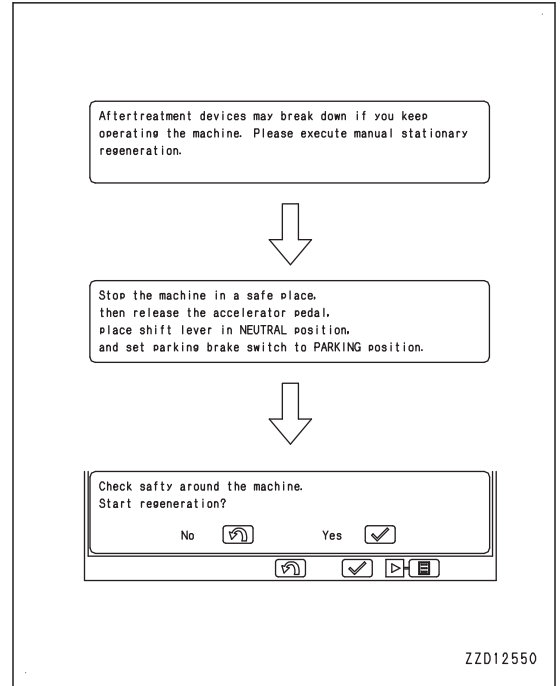 Aftertreatment devices may break down if you keep
operating the machine. Please execute manual stationary
regeneration.
Stop the machine in a safe place,
then release the accelerator pedal,
place shift lever in NEUTRAL position,
and set parking brake switch to PARKING position.
Check safty around the machine.
Start regeneration?
No Yes
ZZD12550